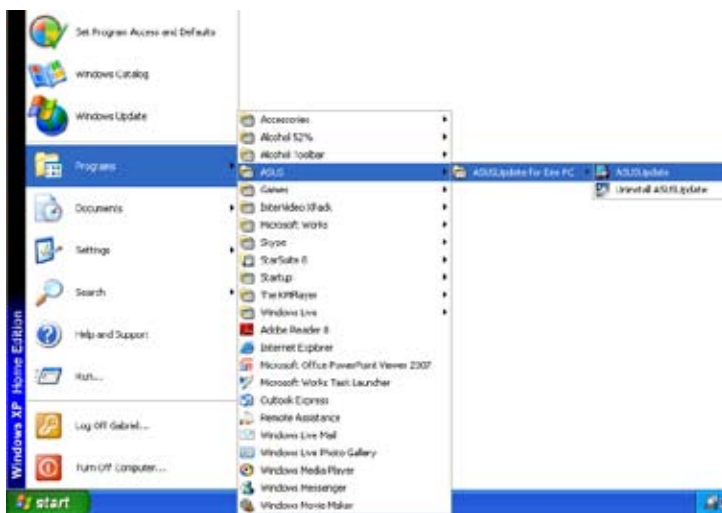 Set Program Access and Defaults
Windows Catalog
Windows Update
Programs
Documents
Settings
Search
Help and Support
Run...
Log Off Gabriel...
Turn Off Computer...
Windows XP Home Edition
start
Accessories
Alcohol 52%
Alcohol Toolbar
ASUS
Games
InterVideo XPack
Microsoft Works
Skype
StarSuite 8
Startup
The KMPlayer
Windows Live
Adobe Reader 8
Internet Explorer
Microsoft Office PowerPoint Viewer 2007
Microsoft Works Task Launcher
Outlook Express
Remote Assistance
Windows Live Mail
Windows Live Photo Gallery
Windows Media Player
Windows Messenger
Windows Movie Maker
ASUSUpdate for Eee PC
ASUSUpdate
Uninstall ASUSUpdate